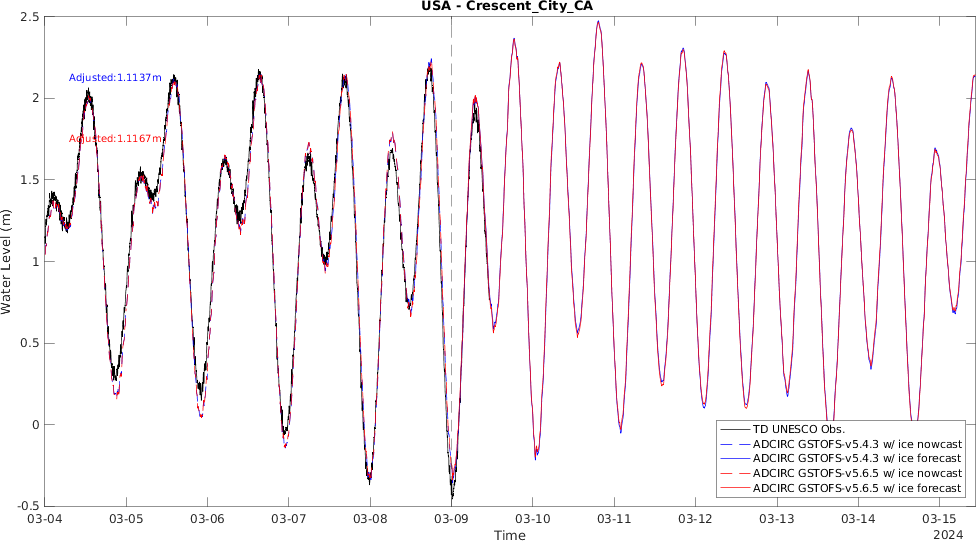 USA - Crescent_City_CA
2.5
2
1.5
1
0.5
0
-0.5
Water Level (m)
Adjusted:1.1137m
Adjusted:1.1167m
TD UNESCO Obs.
ADCIRC GSTOFS-v5.4.3 w/ ice nowcast
ADCIRC GSTOFS-v5.4.3 w/ ice forecast
ADCIRC GSTOFS-v5.6.5 w/ ice nowcast
ADCIRC GSTOFS-v5.6.5 w/ ice forecast
03-04 03-05 03-06 03-07 03-08 03-09 03-10 03-11 03-12 03-13 03-14 03-15
Time
2024